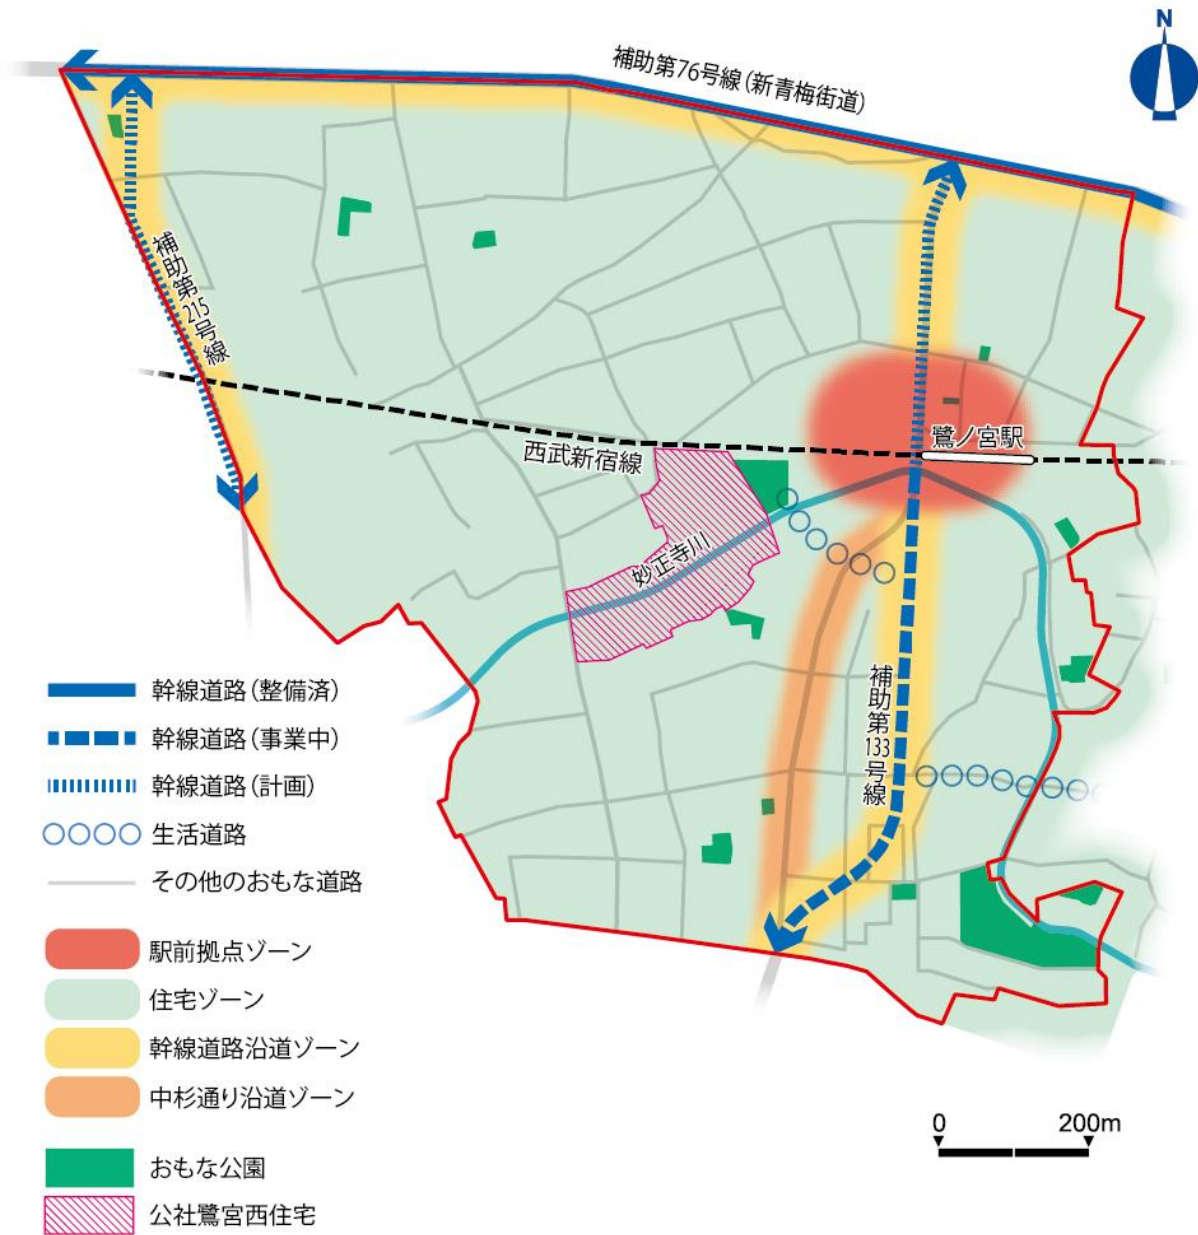 N
補助第76号線(新青梅街道)
補助第215号線
鷺ノ宮駅
西武新宿線
妙正寺川
補助第133号線
幹線道路(整備済)
幹線道路(事業中)
幹線道路(計画)
生活道路
その他のおもな道路
駅前拠点ゾーン
住宅ゾーン
幹線道路沿道ゾーン
中杉通り沿道ゾーン
おもな公園
公社鷺宮西住宅
0 200m